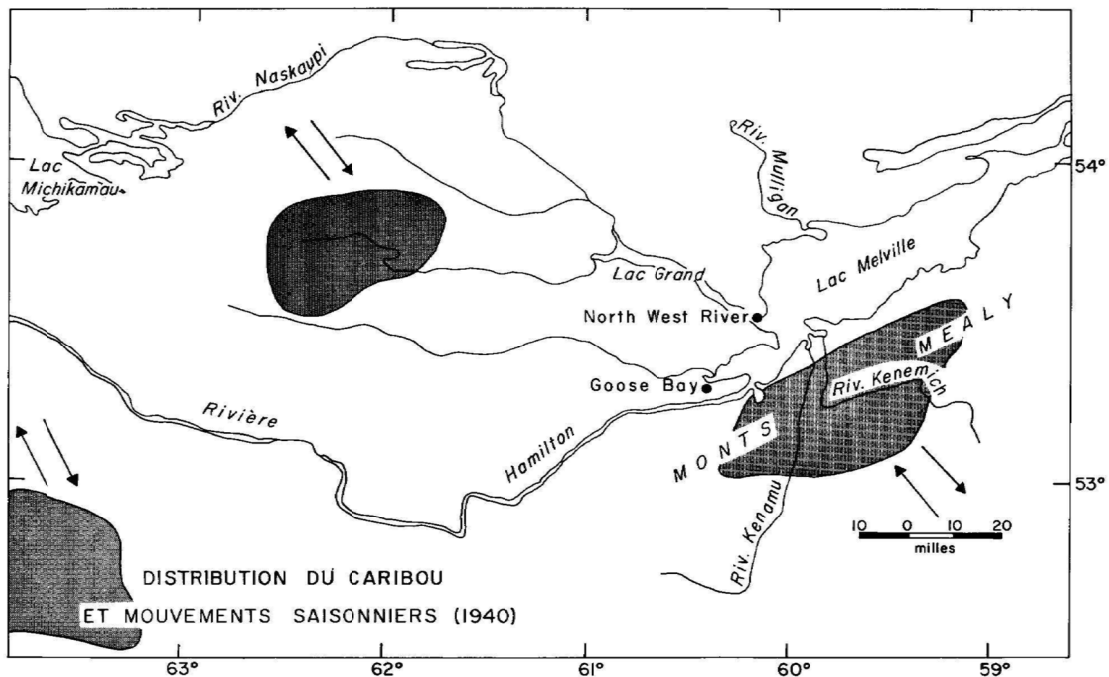 Riv. Naskaupi
Lac
Michikamau
Riv. Mulligan
54°
Lac Melville
Lac Grand
North West River
MONTS MEALY
Riv. Kenemich
Goose Bay
Rivière Hamilton
53°
Riv. Kenamu
10 0 10 20
milles
DISTRIBUTION DU CARIBOU
ET MOUVEMENTS SAISONNIERS (1940)
63° 62° 61° 60° 59°